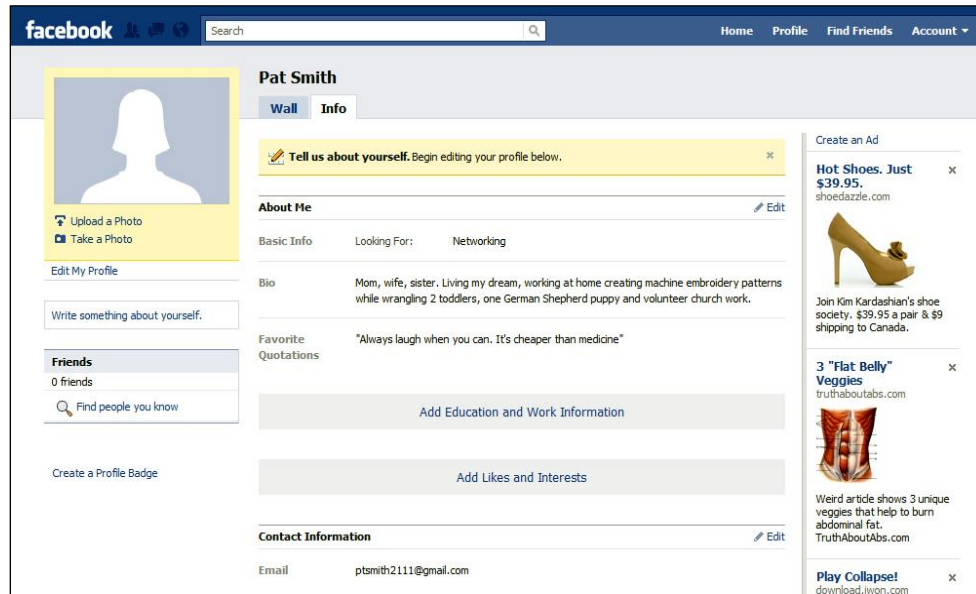 facebook
Search
Home Profile Find Friends Account
Pat Smith
Wall Info
Upload a Photo
Take a Photo
Edit My Profile
Write something about yourself.
Friends
0 friends
Find people you know
Create a Profile Badge
Tell us about yourself. Begin editing your profile below.
About Me Edit
Basic Info Looking For: Networking
Bio Mom, wife, sister. Living my dream, working at home creating machine embroidery patterns
while wrangling 2 toddlers, one German Shepherd puppy and volunteer church work.
Favorite "Always laugh when you can. It's cheaper than medicine"
Quotations
Add Education and Work Information
Add Likes and Interests
Contact Information Edit
Email ptsmith2111@gmail.com
Create an Ad
Hot Shoes. Just
$39.95.
shoedazzle.com
Join Kim Kardashian's shoe
society. $39.95 a pair & $9
shipping to Canada.
3 "Flat Belly"
Veggies
truthaboutabs.com
Weird article shows 3 unique
veggies that help to burn
abdominal fat.
TruthAboutAbs.com
Play Collapse!
download.iwon.com